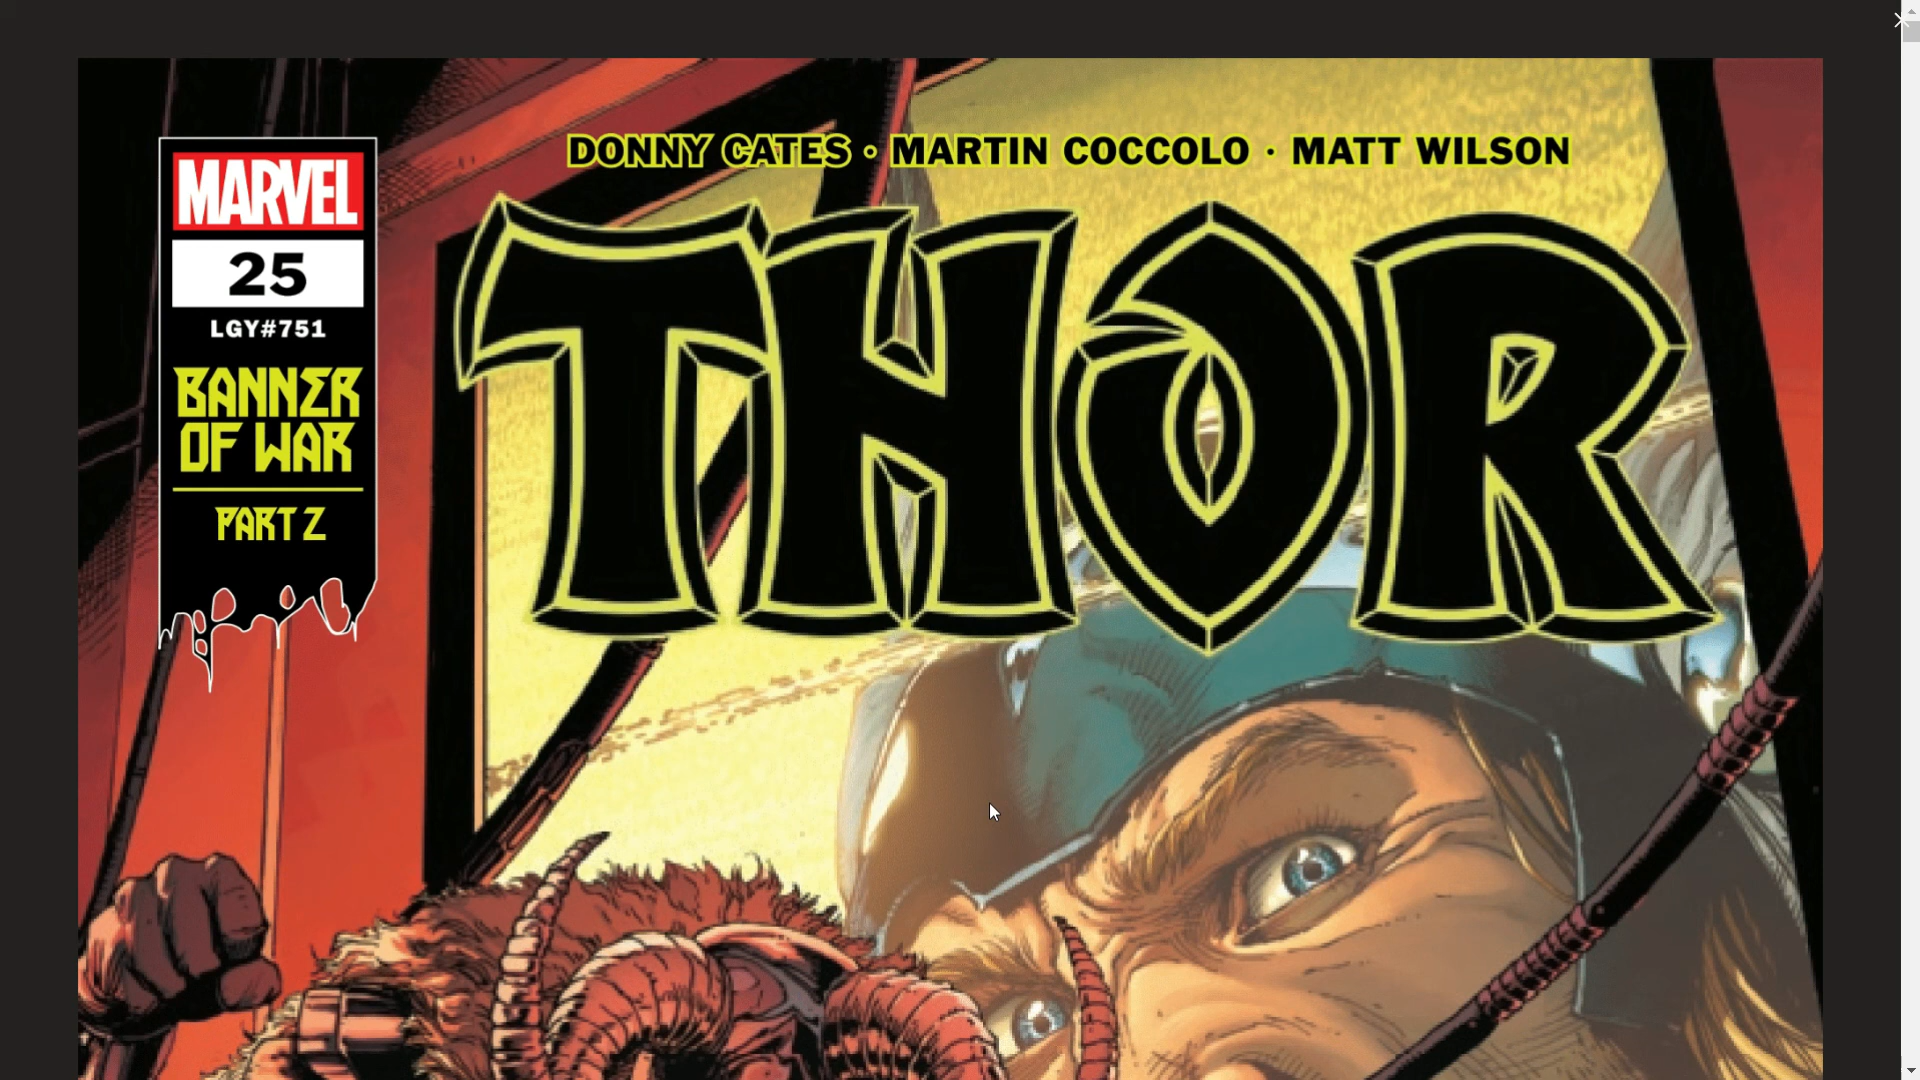 DONNY CATES • MARTIN COCCOLO • MATT WILSON
MARVEL
25
LGY#751
BANNER
OF WAR
PART 2
THOR